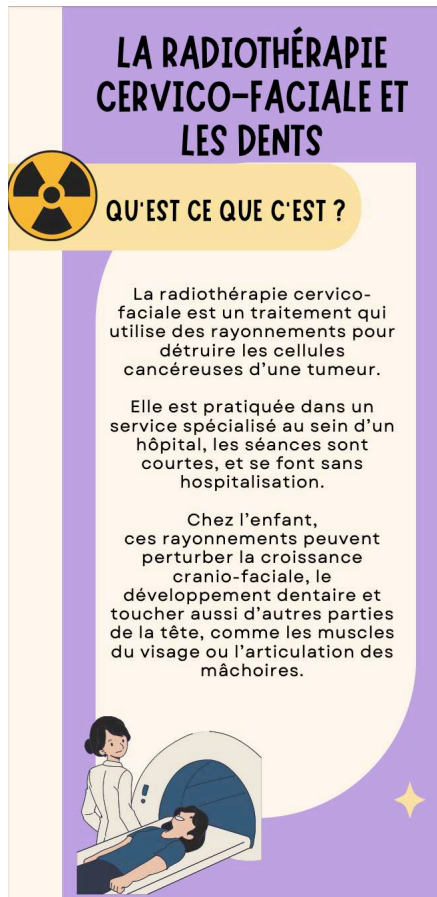 LA RADIOTHÉRAPIE
CERVICO-FACIALE ET
LES DENTS
QU'EST CE QUE C'EST ?
La radiothérapie cervico-
faciale est un traitement qui
utilise des rayonnements pour
détruire les cellules
cancéreuses d'une tumeur.
Elle est pratiquée dans un
service spécialisé au sein d'un
hôpital, les séances sont
courtes, et se font sans
hospitalisation.
Chez l'enfant,
ces rayonnements peuvent
perturber la croissance
cranio-faciale, le
développement dentaire et
toucher aussi d'autres parties
de la tête, comme les muscles
du visage ou l'articulation des
mâchoires.